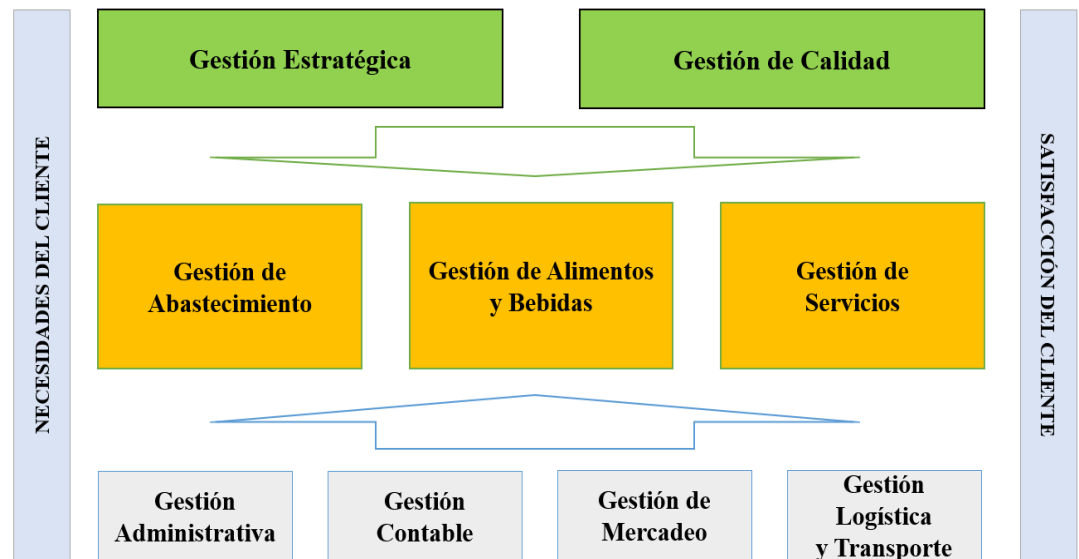 NECESIDADES DEL CLIENTE
Gestión Estratégica
Gestión de Calidad
Gestión de
Abastecimiento
Gestión de Alimentos
y Bebidas
Gestión de
Servicios
Gestión
Administrativa
Gestión
Contable
Gestión de
Mercadeo
Gestión
Logística
y Transporte
SATISFACCIÓN DEL CLIENTE